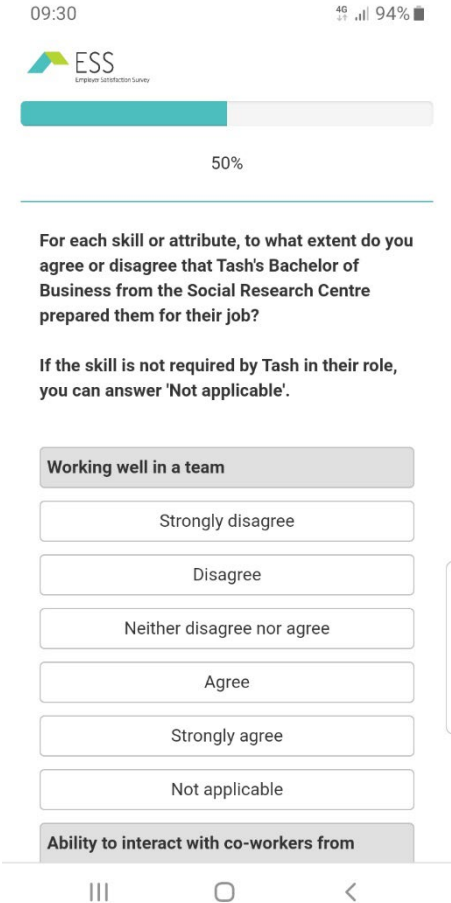 09:30
4G 94%
ESS
Employer Satisfaction Survey
50%
For each skill or attribute, to what extent do you
agree or disagree that Tash's Bachelor of
Business from the Social Research Centre
prepared them for their job?
If the skill is not required by Tash in their role,
you can answer 'Not applicable'.
Working well in a team
Strongly disagree
Disagree
Neither disagree nor agree
Agree
Strongly agree
Not applicable
Ability to interact with co-workers from